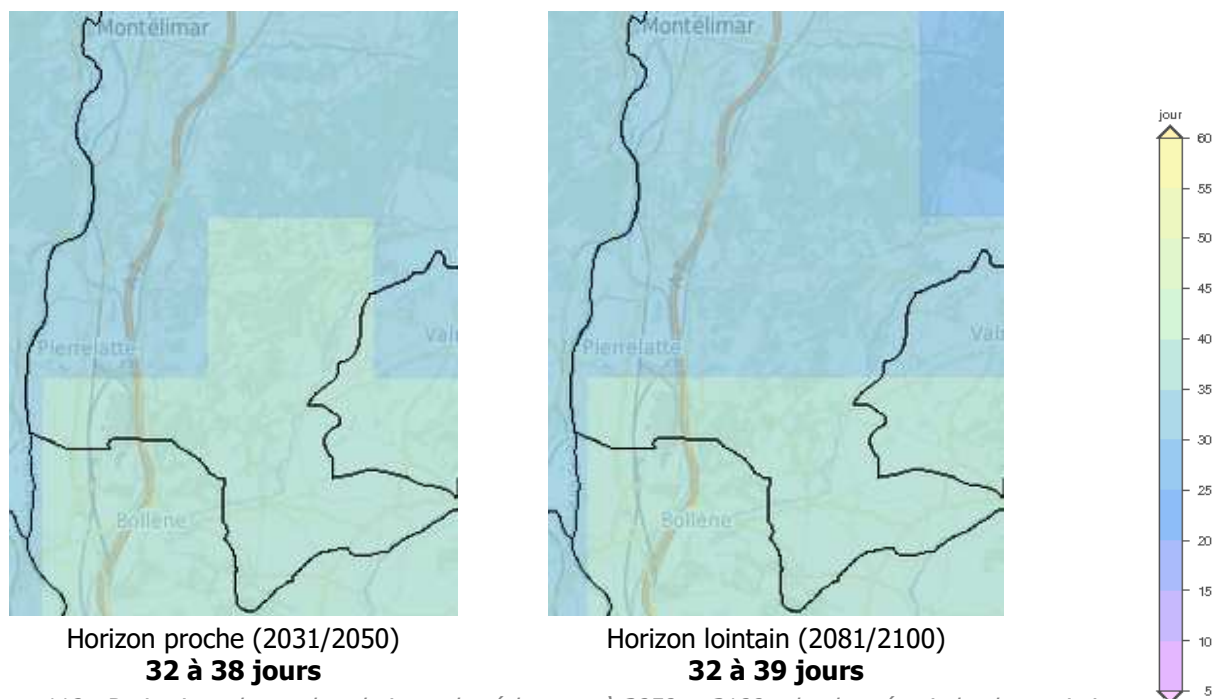 Montélimar
Pierrelatte
Bollène
Horizon proche (2031/2050)
32 à 38 jours
Montélimar
Pierrelatte
Bollène
Horizon lointain (2081/2100)
32 à 39 jours
jour
60
55
50
45
40
35
30
25
20
15
10
5